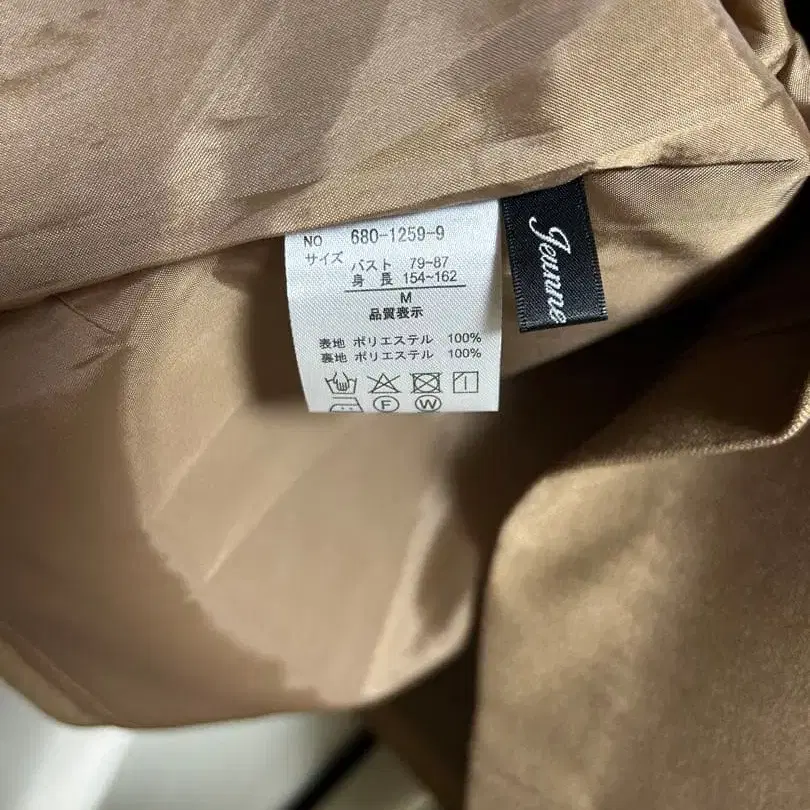 NO 680-1259-9
サイズ
バスト 79~87
身 長 154~162
M
品質表示
表地 ポリエステル 100%
裏地 ポリエステル 100%
F W
Jeunne